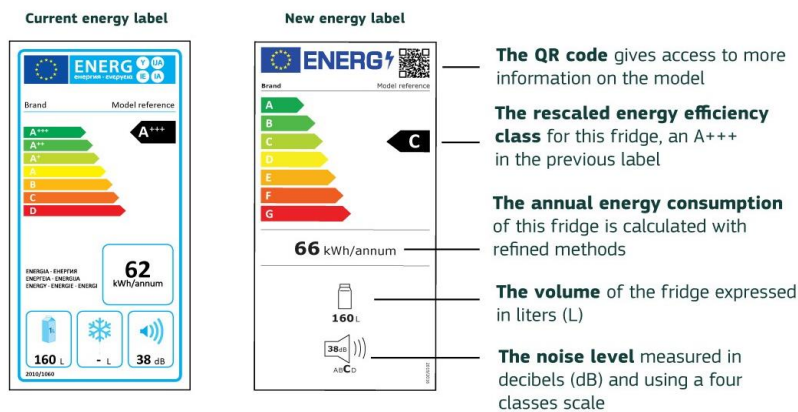 Current energy label
New energy label
ENERG Y UA
енергия · ενεργεια IE IA
Brand Model reference
A+++
A++
A+
A
B
C
D
A+++
ENERGIA · ЕНЕРГИЯ
ΕΝΕΡΓΕΙΑ · ENERGIJA
ENERGY · ENERGIE · ENERGI
62
kWh/annum
160 L
- L
38 dB
2010/1060
ENERG
Brand Model reference
A
B
C
D
E
F
G
C
66 kWh/annum
160 L
38dB
ABCD
The QR code gives access to more
information on the model
The rescaled energy efficiency
class for this fridge, an A+++
in the previous label
The annual energy consumption
of this fridge is calculated with
refined methods
The volume of the fridge expressed
in liters (L)
The noise level measured in
decibels (dB) and using a four
classes scale